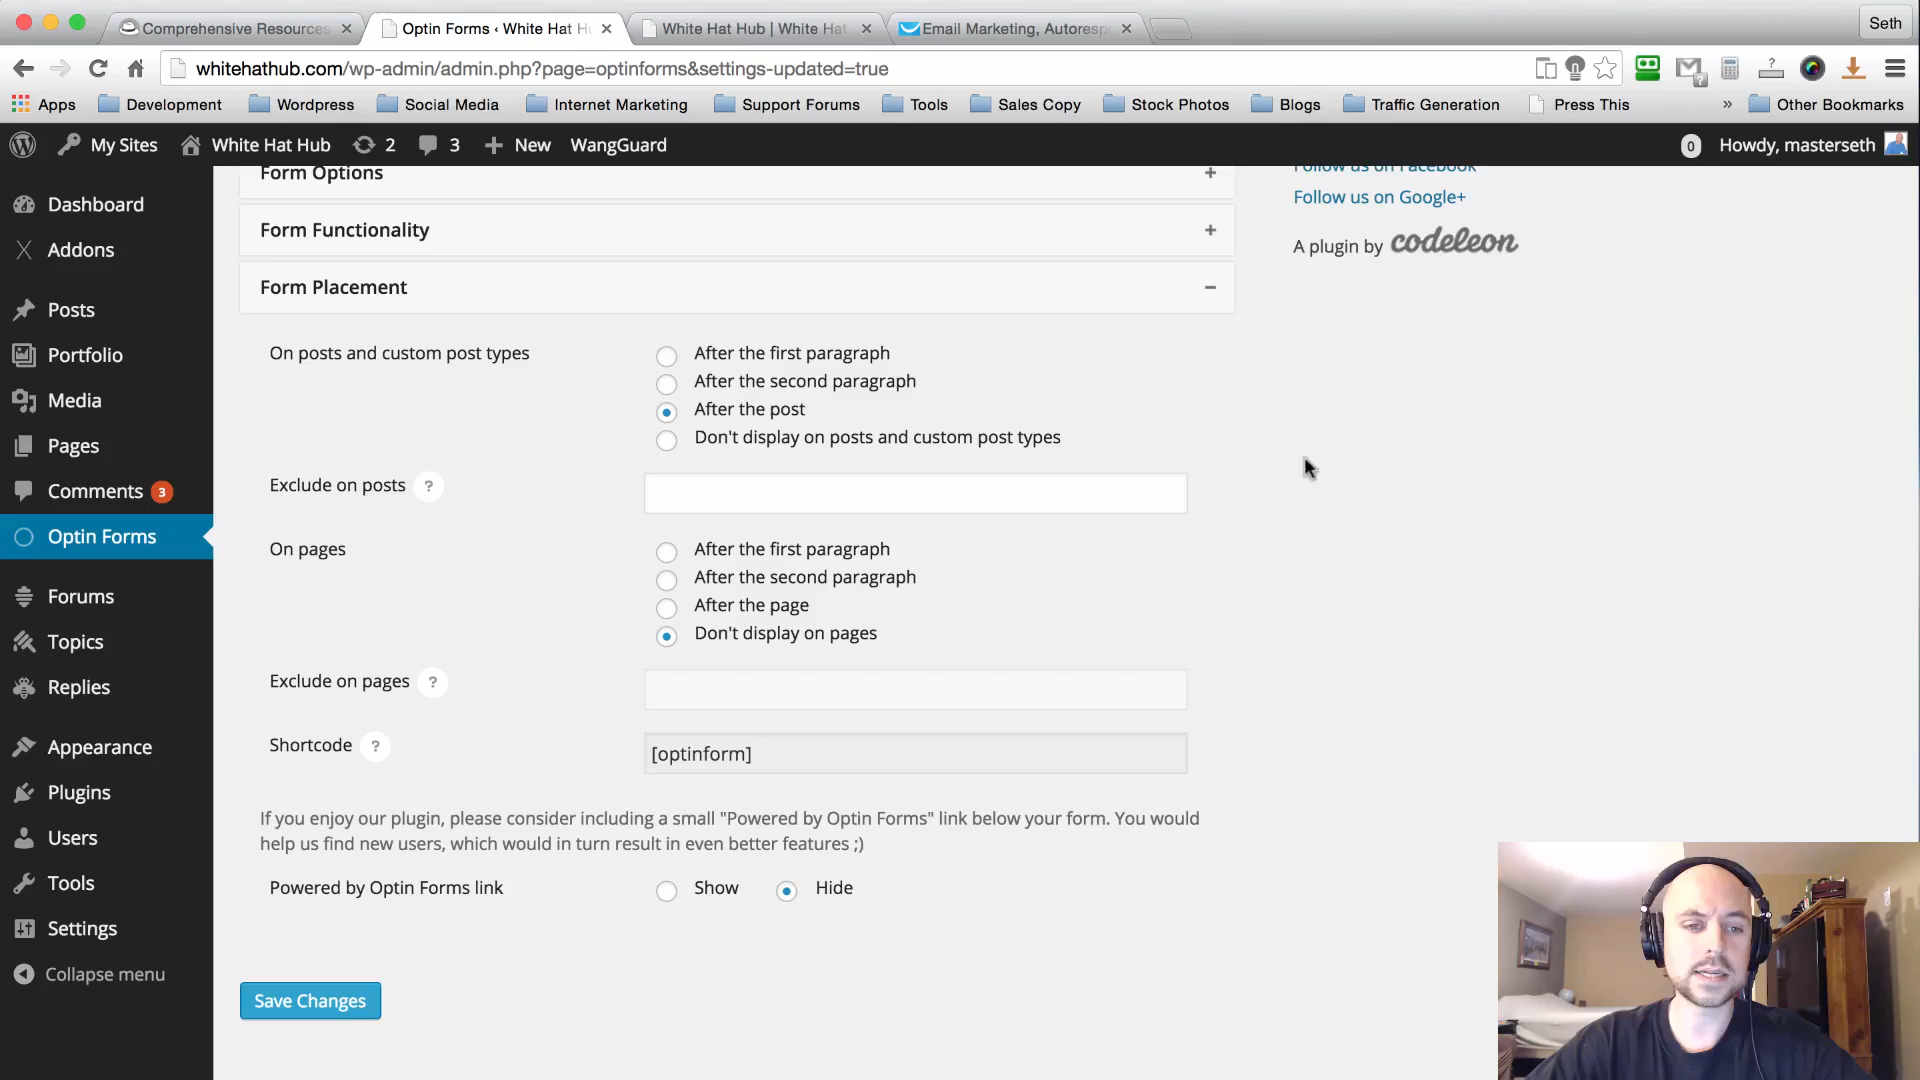 Comprehensive Resources
Optin Forms ‹ White Hat H
White Hat Hub | White Hat
Email Marketing, Autoresp
Seth
whitehathub.com/wp-admin/admin.php?page=optinforms&settings-updated=true
Apps
Development
Wordpress
Social Media
Internet Marketing
Support Forums
Tools
Sales Copy
Stock Photos
Blogs
Traffic Generation
Press This
»
Other Bookmarks
My Sites
White Hat Hub
2
3
New
WangGuard
0
Howdy, masterseth
Dashboard
Addons
Posts
Portfolio
Media
Pages
Comments 3
Optin Forms
Forums
Topics
Replies
Appearance
Plugins
Users
Tools
Settings
Collapse menu
Form Options +
Form Functionality +
Form Placement −
On posts and custom post types
After the first paragraph
After the second paragraph
After the post
Don't display on posts and custom post types
Exclude on posts ?
On pages
After the first paragraph
After the second paragraph
After the page
Don't display on pages
Exclude on pages ?
Shortcode ?
[optinform]
If you enjoy our plugin, please consider including a small "Powered by Optin Forms" link below your form. You would
help us find new users, which would in turn result in even better features ;)
Powered by Optin Forms link
Show
Hide
Save Changes
Follow us on Facebook
Follow us on Google+
A plugin by codeleon